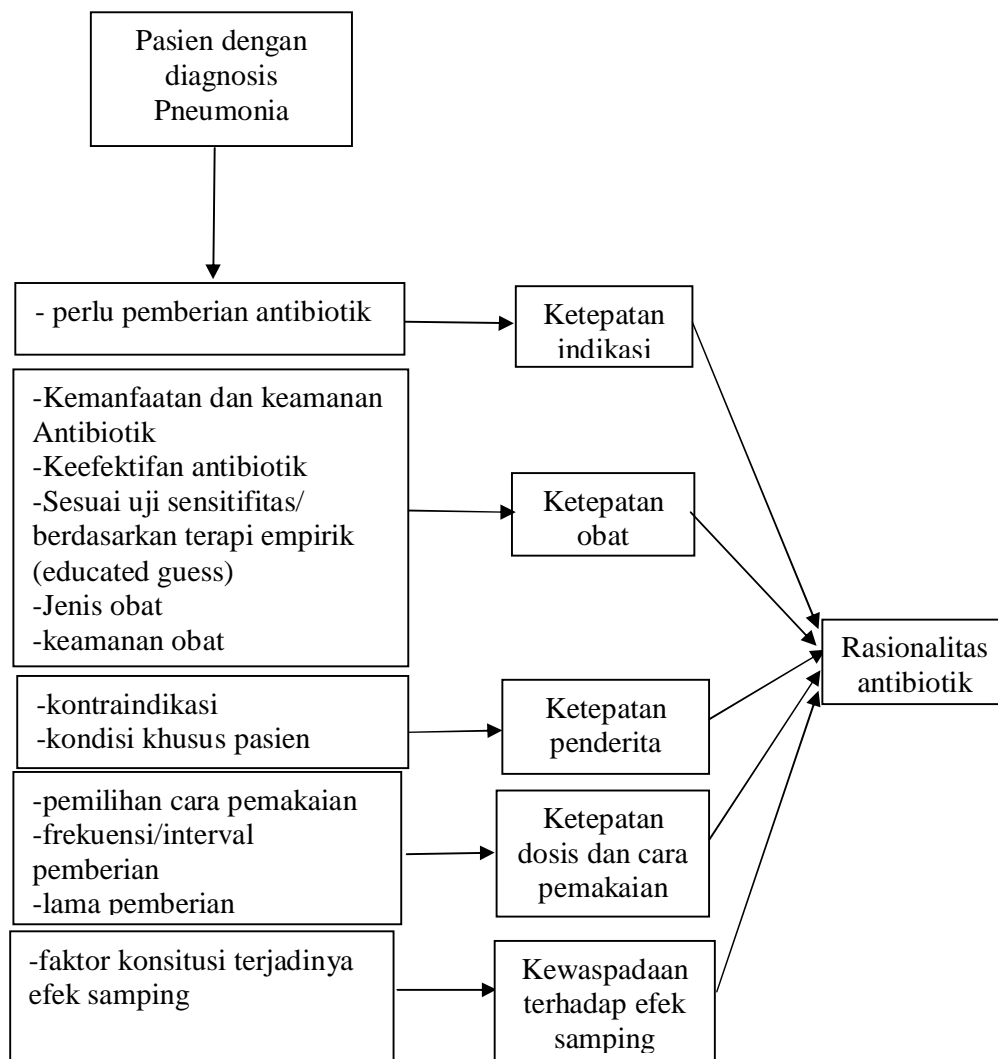 Pasien dengan
diagnosis
Pneumonia
- perlu pemberian antibiotik
Ketepatan
indikasi
-Kemanfaatan dan keamanan
Antibiotik
-Keefektifan antibiotik
-Sesuai uji sensitifitas/
berdasarkan terapi empirik
(educated guess)
-Jenis obat
-keamanan obat
Ketepatan
obat
Rasionalitas
antibiotik
-kontraindikasi
-kondisi khusus pasien
Ketepatan
penderita
-pemilihan cara pemakaian
-frekuensi/interval
pemberian
-lama pemberian
Ketepatan
dosis dan cara
pemakaian
-faktor konsitusi terjadinya
efek samping
Kewaspadaan
terhadap efek
samping